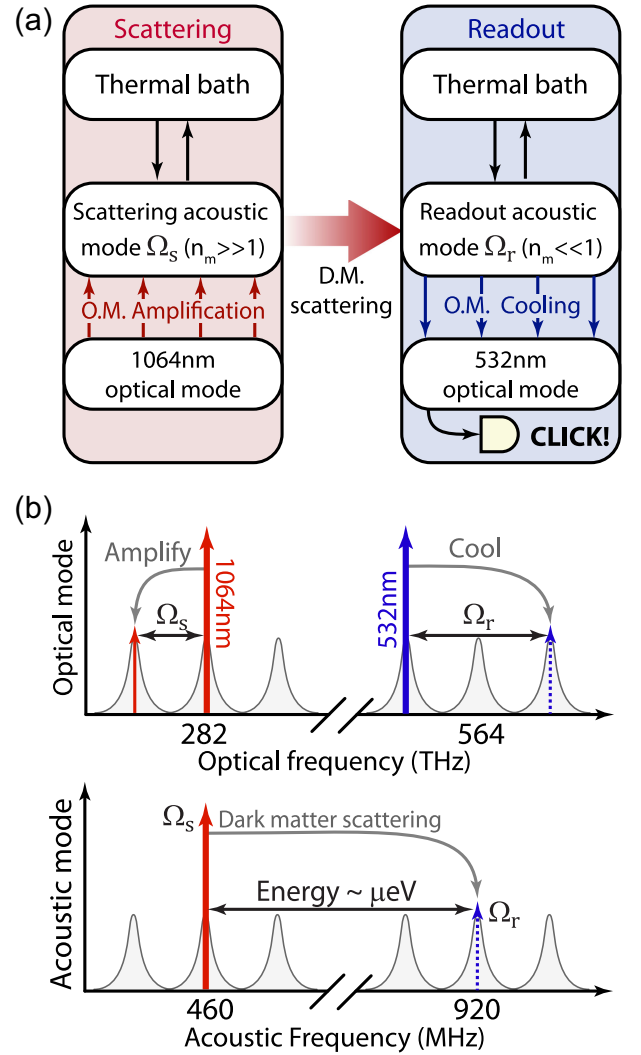 (a)
Scattering
Readout
Thermal bath
Thermal bath
Scattering acoustic
mode Ωs (nm>>1)
Readout acoustic
mode Ωr (nm<<1)
D.M.
scattering
O.M. Amplification
O.M. Cooling
1064nm
optical mode
532nm
optical mode
CLICK!
(b)
Optical mode
Amplify
Ωs
1064nm
532nm
Cool
Ωr
282
564
Optical frequency (THz)
Acoustic mode
Ωs
Dark matter scattering
Energy ~ μeV
Ωr
460
920
Acoustic Frequency (MHz)